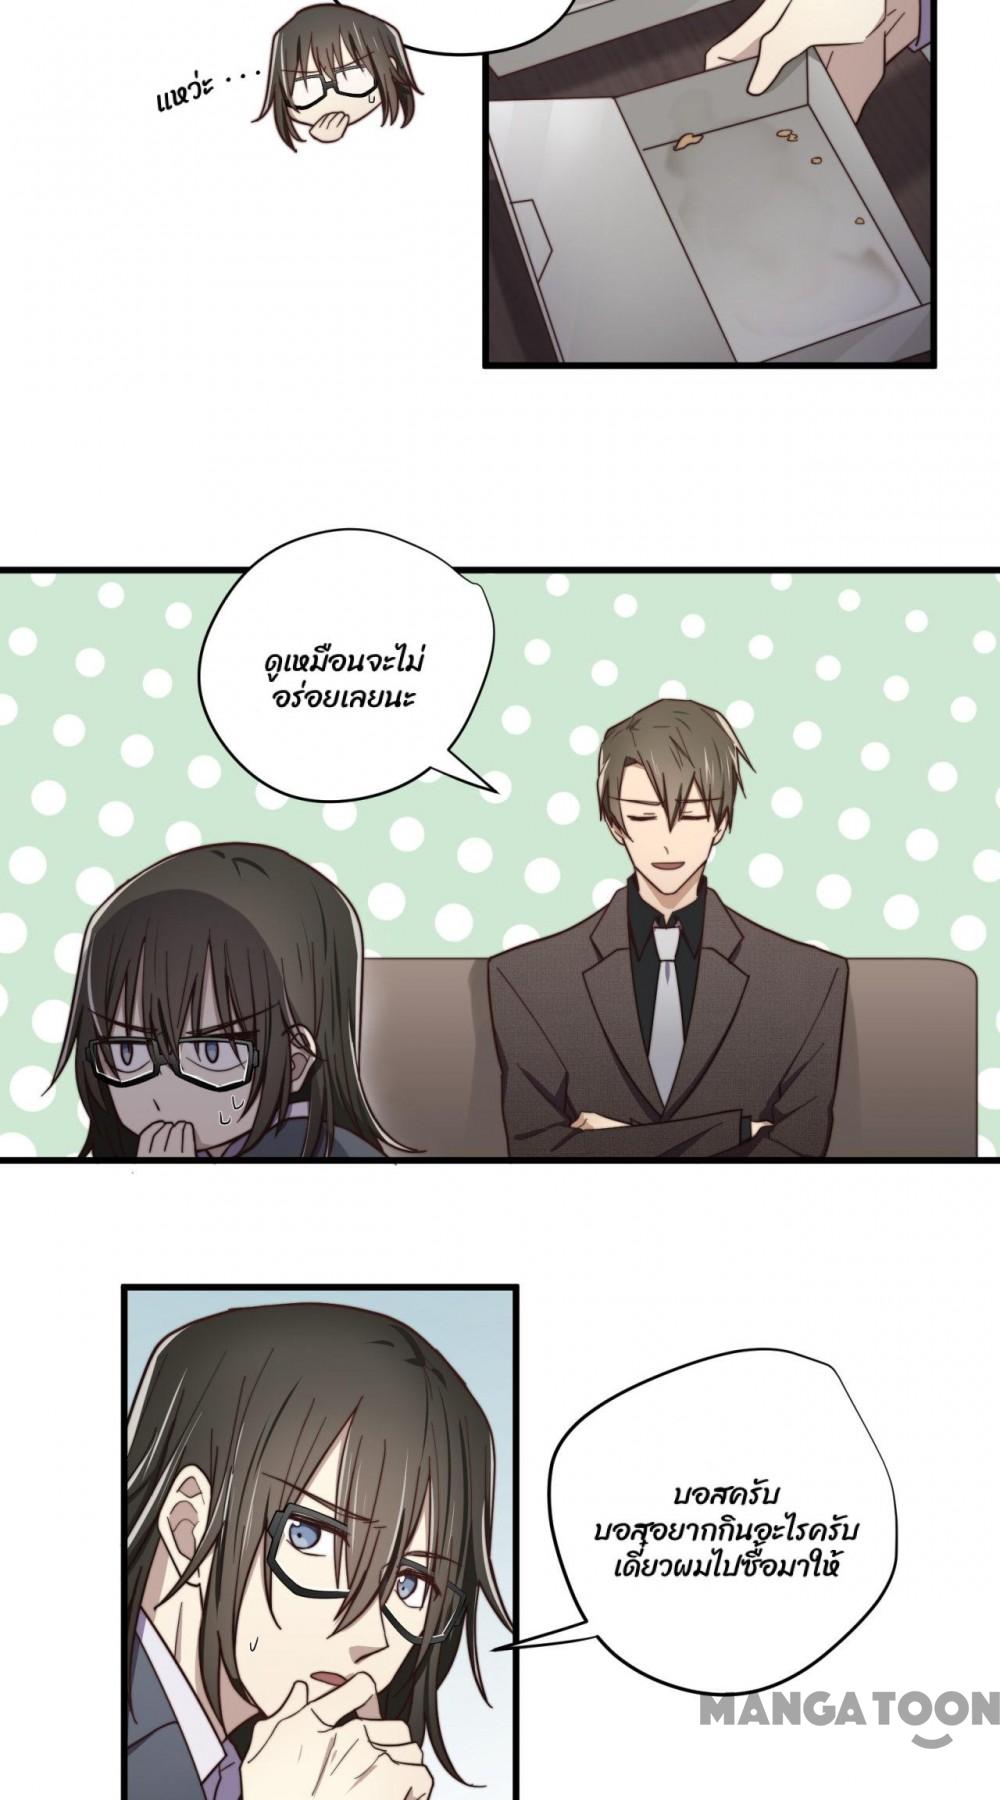 แหว่ะ ...
ดูเหมือนจะไม่
อร่อยเลยนะ
บอสครับ
บอสอยากกินอะไรครับ
เดี๋ยวผมไปซื้อมาให้
MANGATOON